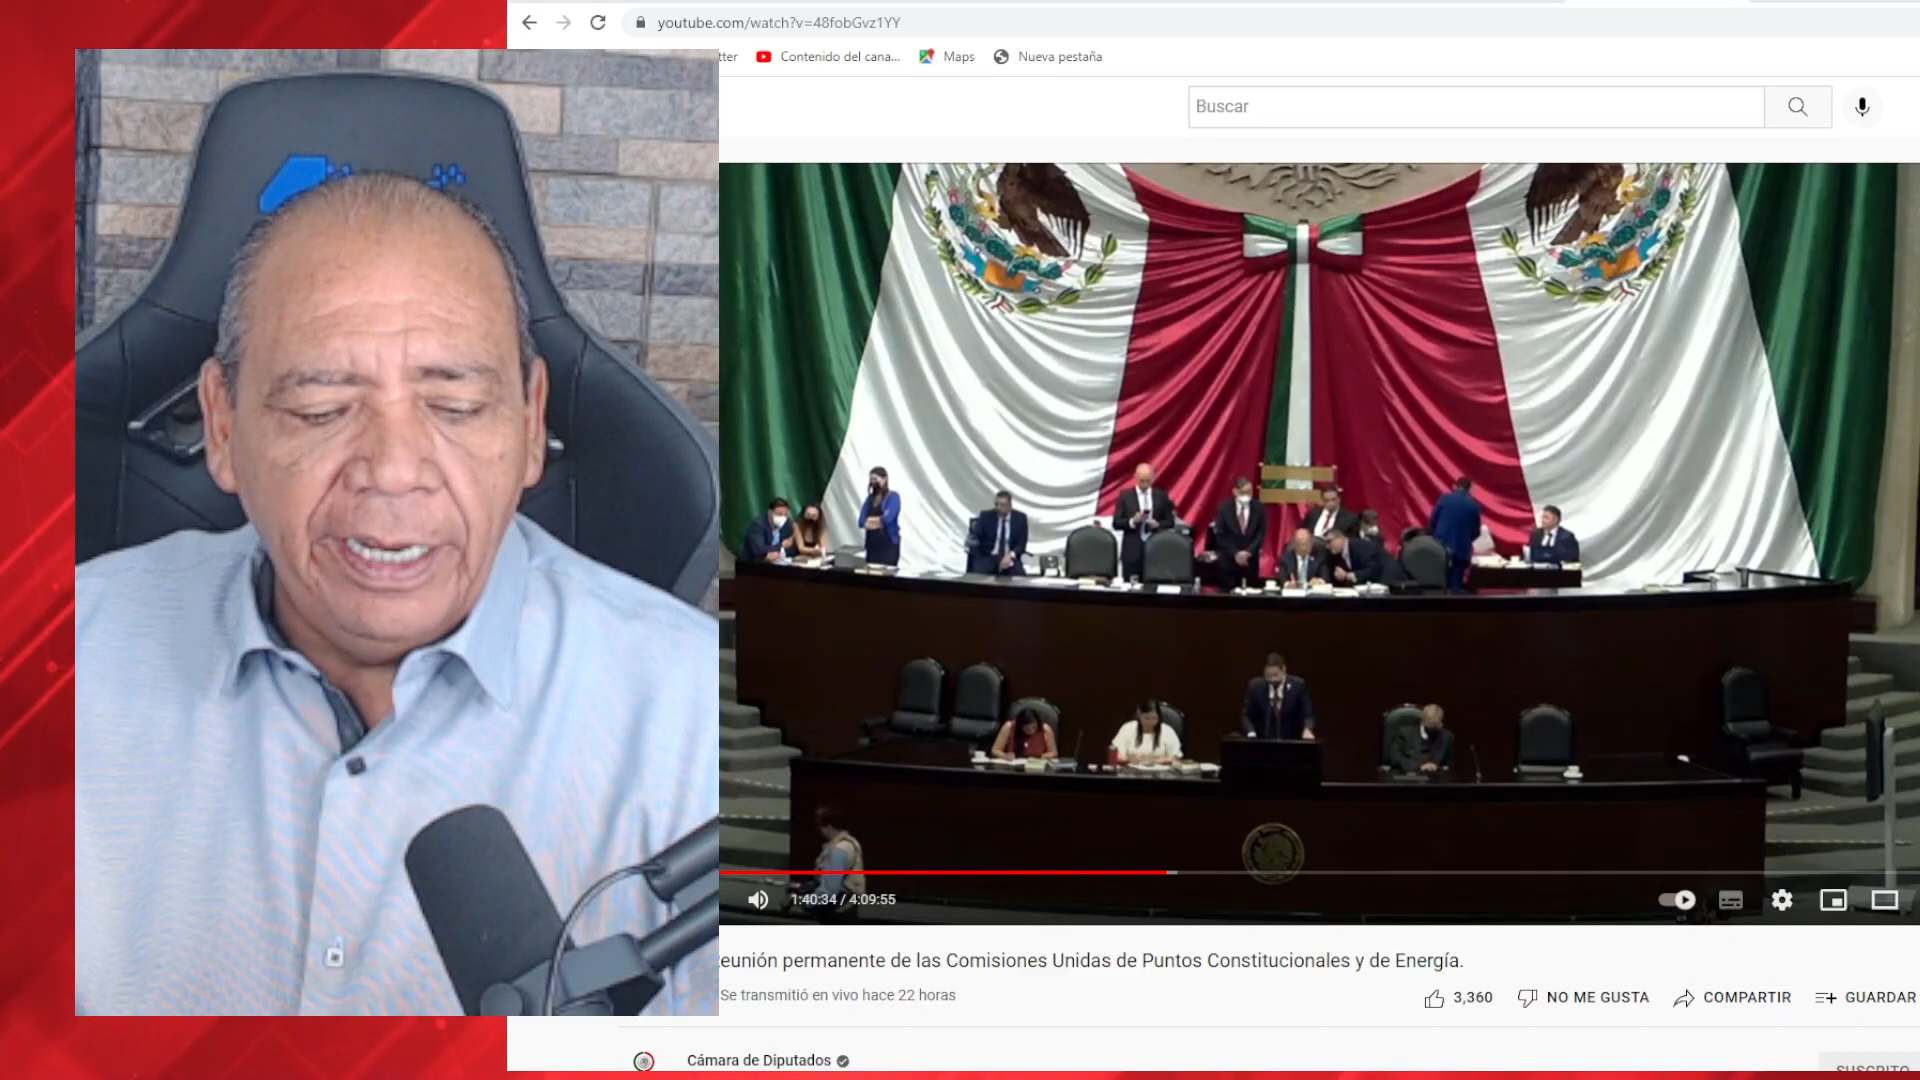 youtube.com/watch?v=48fobGvz1YY
tter Contenido del cana... Maps Nueva pestaña
Buscar
1:40:34 / 4:09:55
eunión permanente de las Comisiones Unidas de Puntos Constitucionales y de Energía.
Se transmitió en vivo hace 22 horas
3,360 NO ME GUSTA COMPARTIR GUARDAR
Cámara de Diputados
SUSCRITO